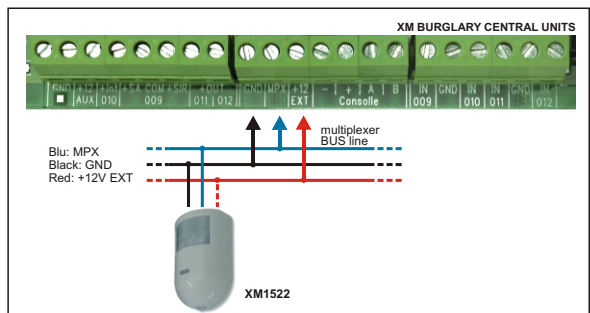 XM BURGLARY CENTRAL UNITS
GND +12 +Int +SA COM +SIR +OUT GND MPX +12 - + A B IN GND IN IN GND IN
AUX 010 009 011 012 EXT Consolle 009 010 011 012
multiplexer
BUS line
Blu: MPX
Black: GND
Red: +12V EXT
XM1522